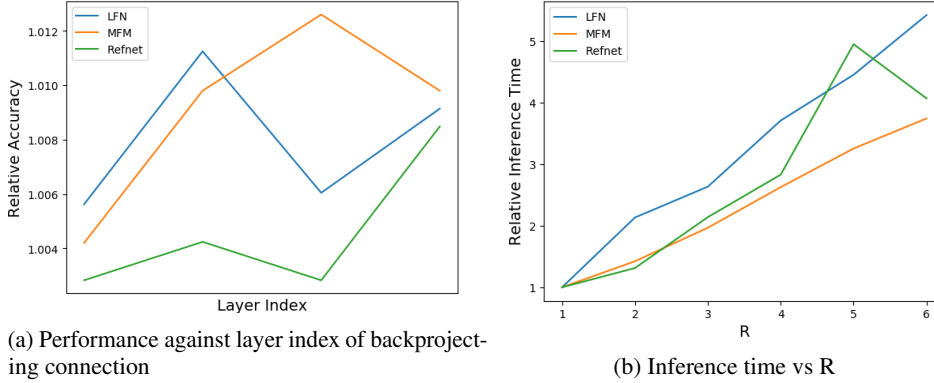 LFN
MFM
Refnet
1.012
1.010
1.008
1.006
1.004
Relative Accuracy
Layer Index
(a) Performance against layer index of backproject-
ing connection
LFN
MFM
Refnet
5
4
3
2
1
Relative Inference Time
1 2 3 4 5 6
R
(b) Inference time vs R